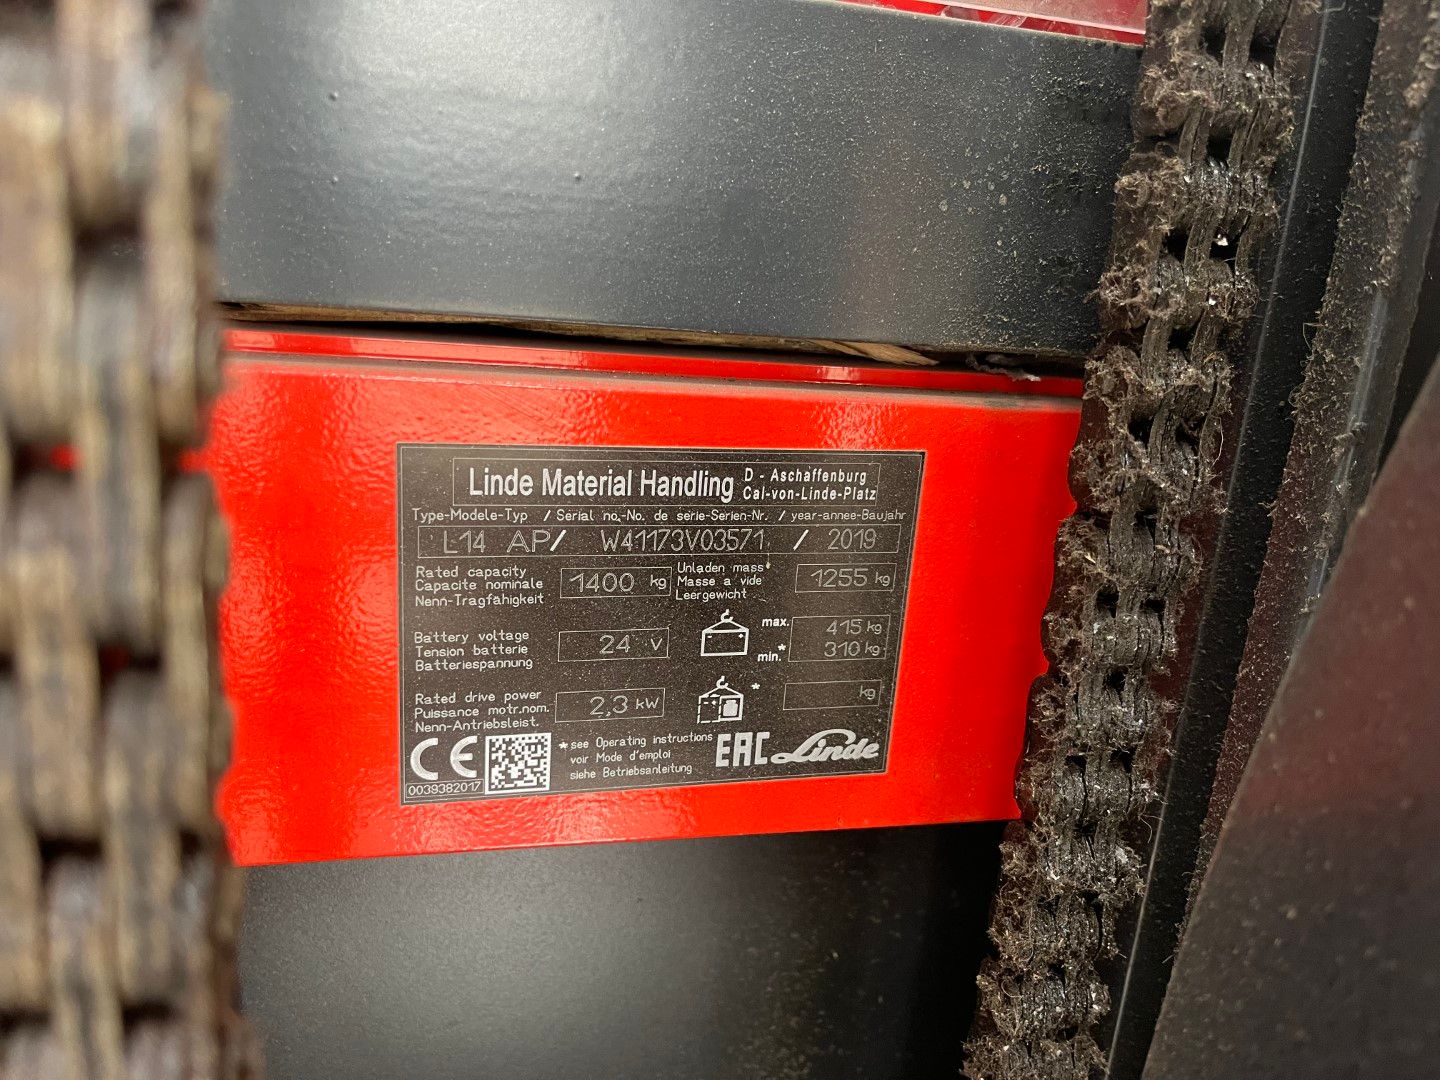 Linde Material Handling D - Aschaffenburg
Cal-von-Linde-Platz
Type-Modele-Typ / Serial no.-No. de serie-Serien-Nr. / year-annee-Baujahr
L14 AP/ W41173V03571 / 2019
Rated capacity
Capacite nominale
Nenn-Tragfähigkeit
1400 kg
Unladen mass
Masse a vide
Leergewicht
1255 kg
Battery voltage
Tension batterie
Batteriespannung
24 V
max. 415 kg
min.* 310 kg
Rated drive power
Puissance motr.nom.
Nenn-Antriebsleist.
2,3 kW
* kg
CE
0039382017
*see Operating instructions
voir Mode d'emploi
siehe Betriebsanleitung
EAC Linde